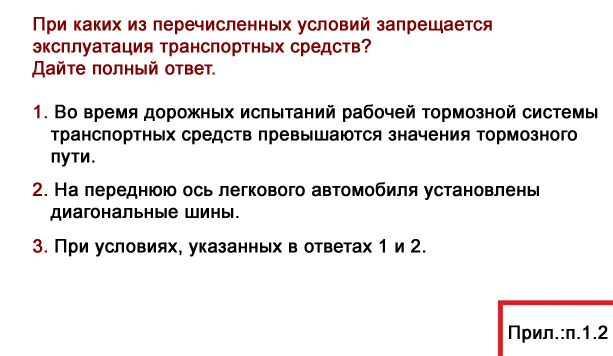 При каких из перечисленных условий запрещается
эксплуатация транспортных средств?
Дайте полный ответ.
1. Во время дорожных испытаний рабочей тормозной системы
транспортных средств превышаются значения тормозного
пути.
2. На переднюю ось легкового автомобиля установлены
диагональные шины.
3. При условиях, указанных в ответах 1 и 2.
Прил.:п.1.2